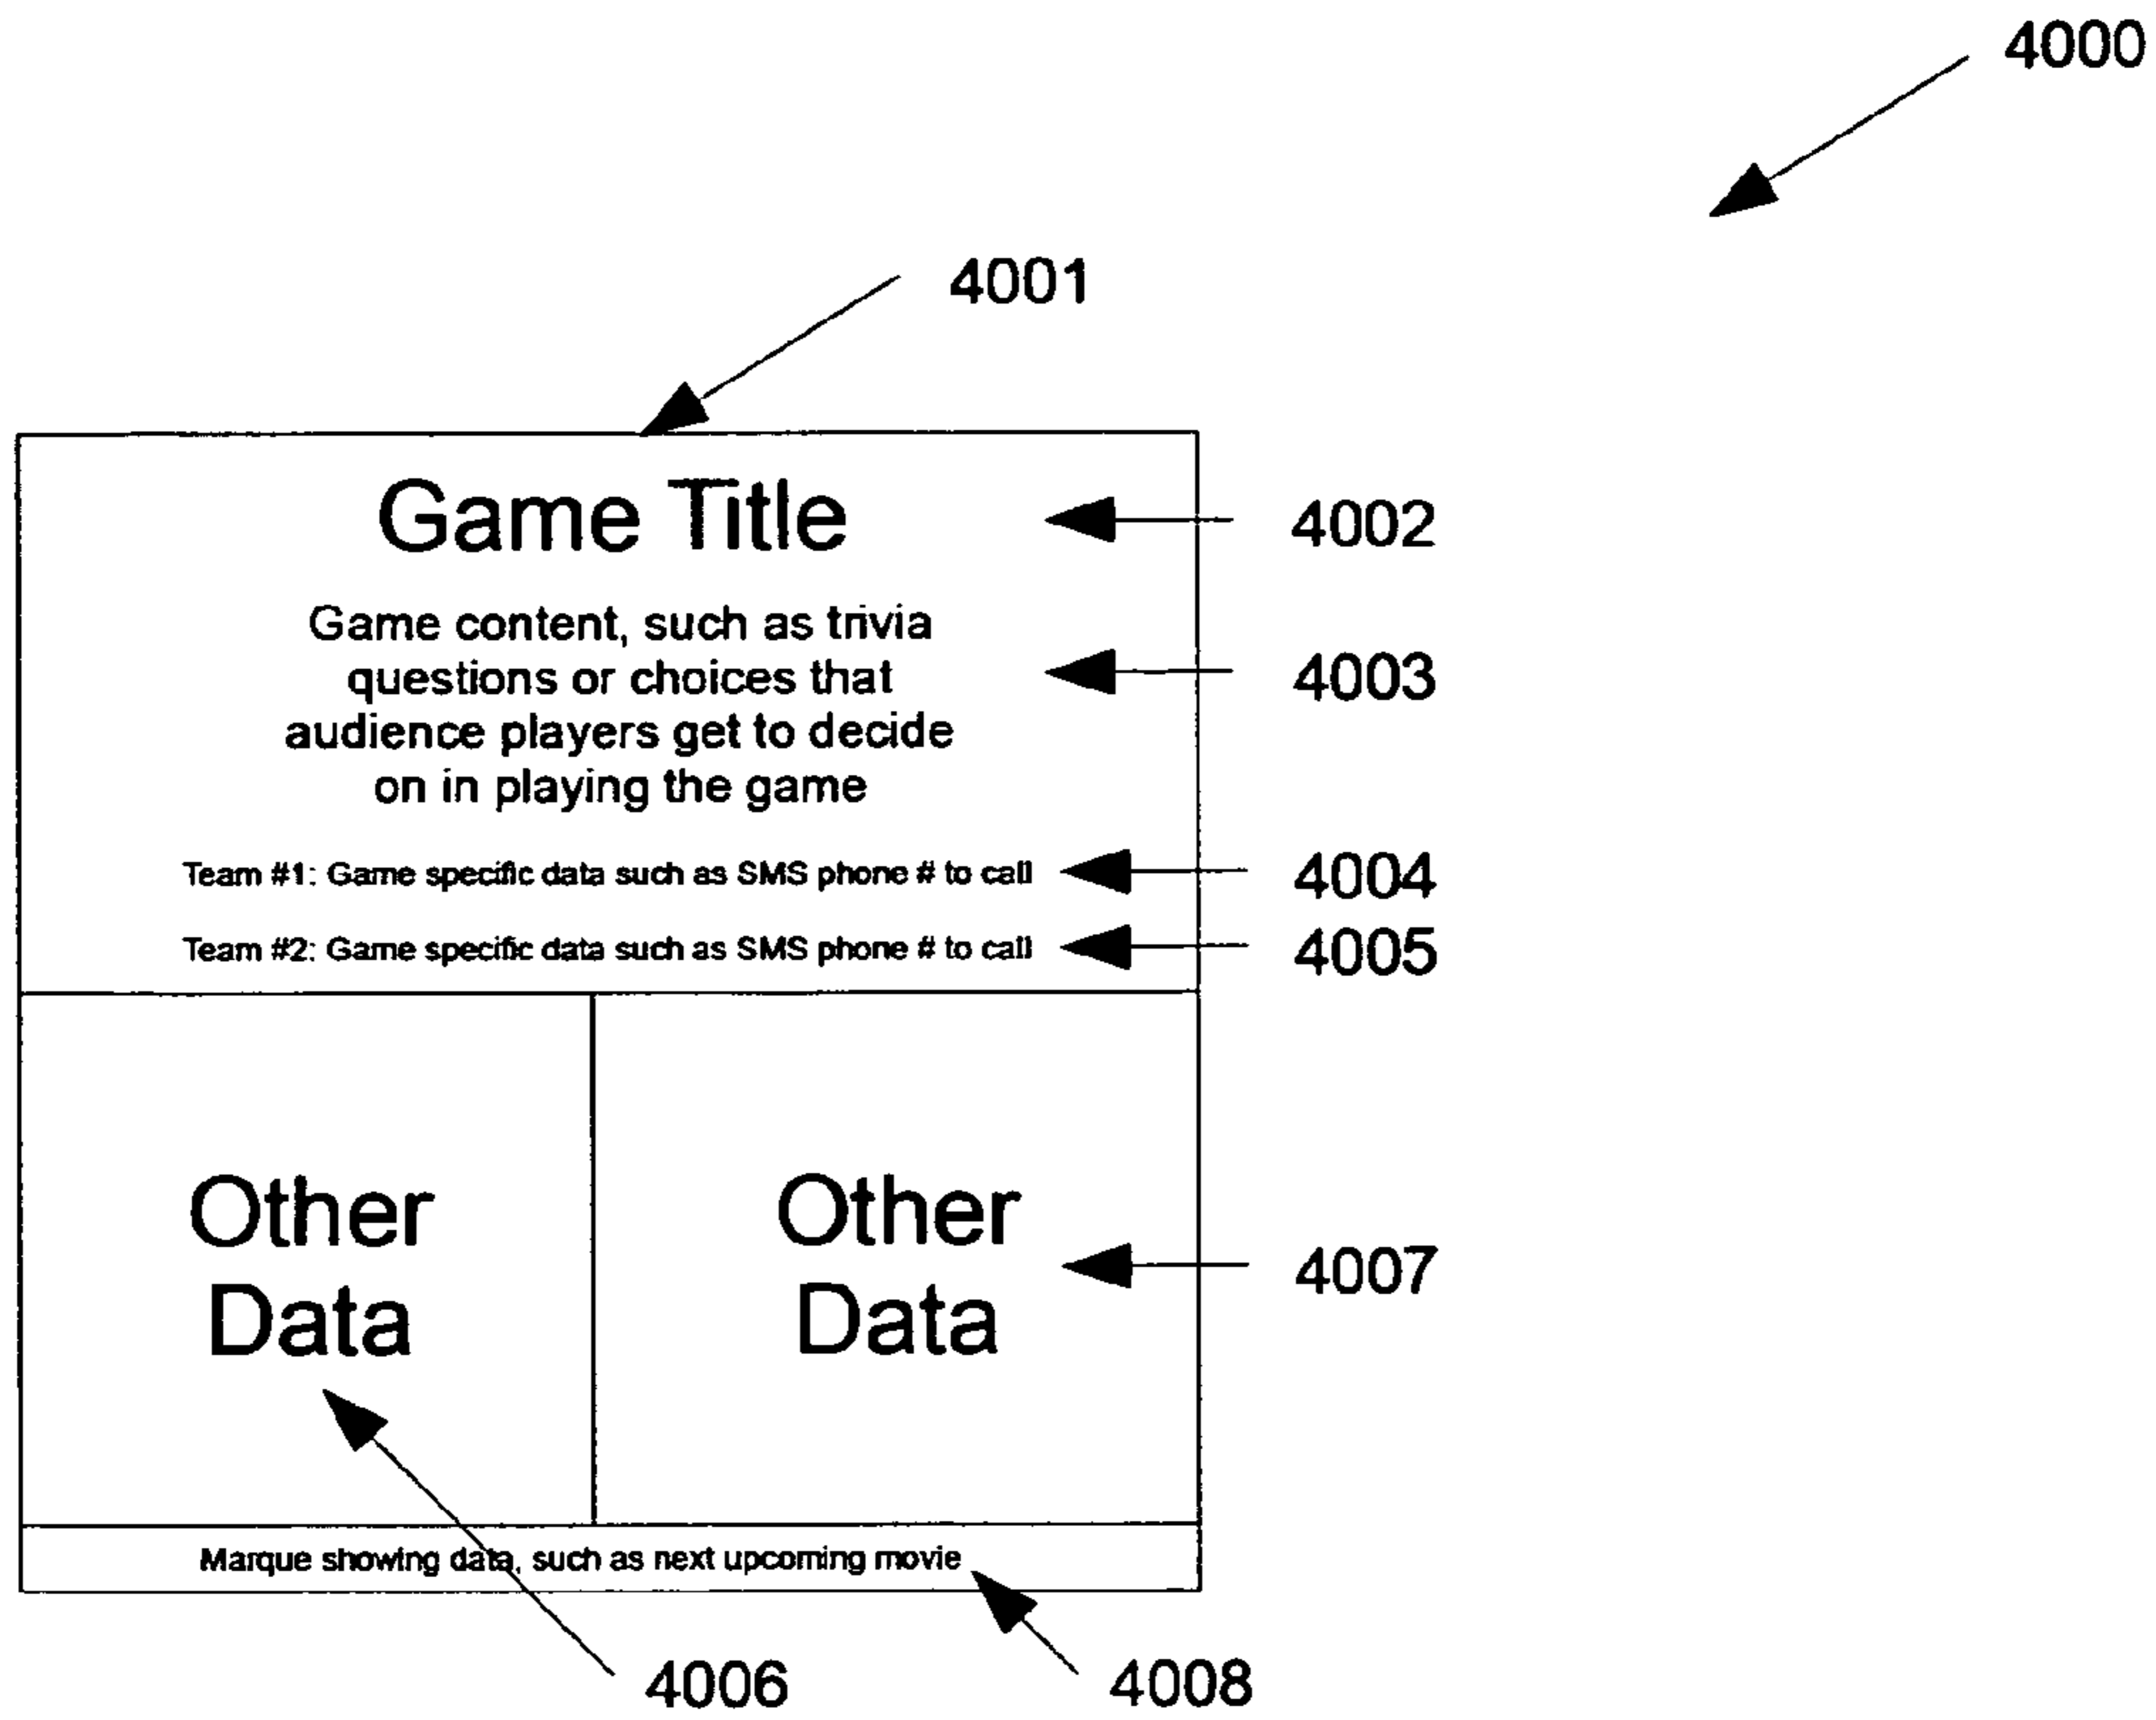 4000
4001
Game Title
4002
Game content, such as trivia
questions or choices that
4003
audience players get to decide
on in playing the game
Team #1: Game specific data such as SMS phone # to call
4004
Team #2: Game specific data such as SMS phone # to call
4005
Other
Data
Other
Data
4007
Marque showing data, such as next upcoming movie
4006
4008